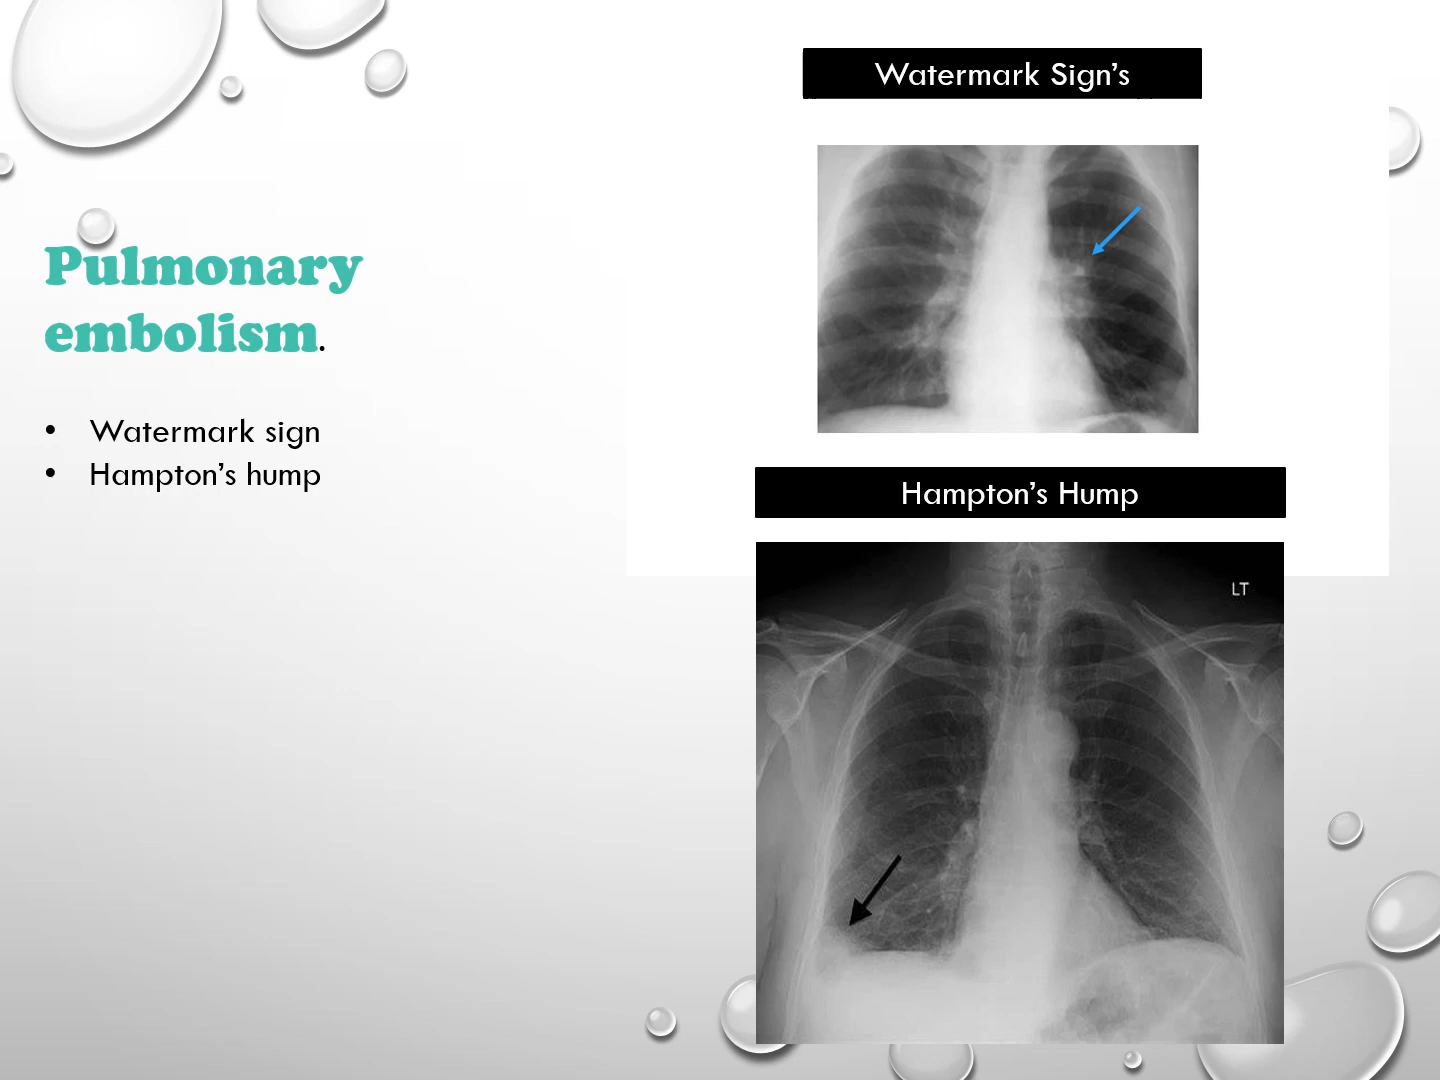 Watermark Sign’s
Pulmonary
embolism.
• Watermark sign
• Hampton’s hump
Hampton’s Hump
LT